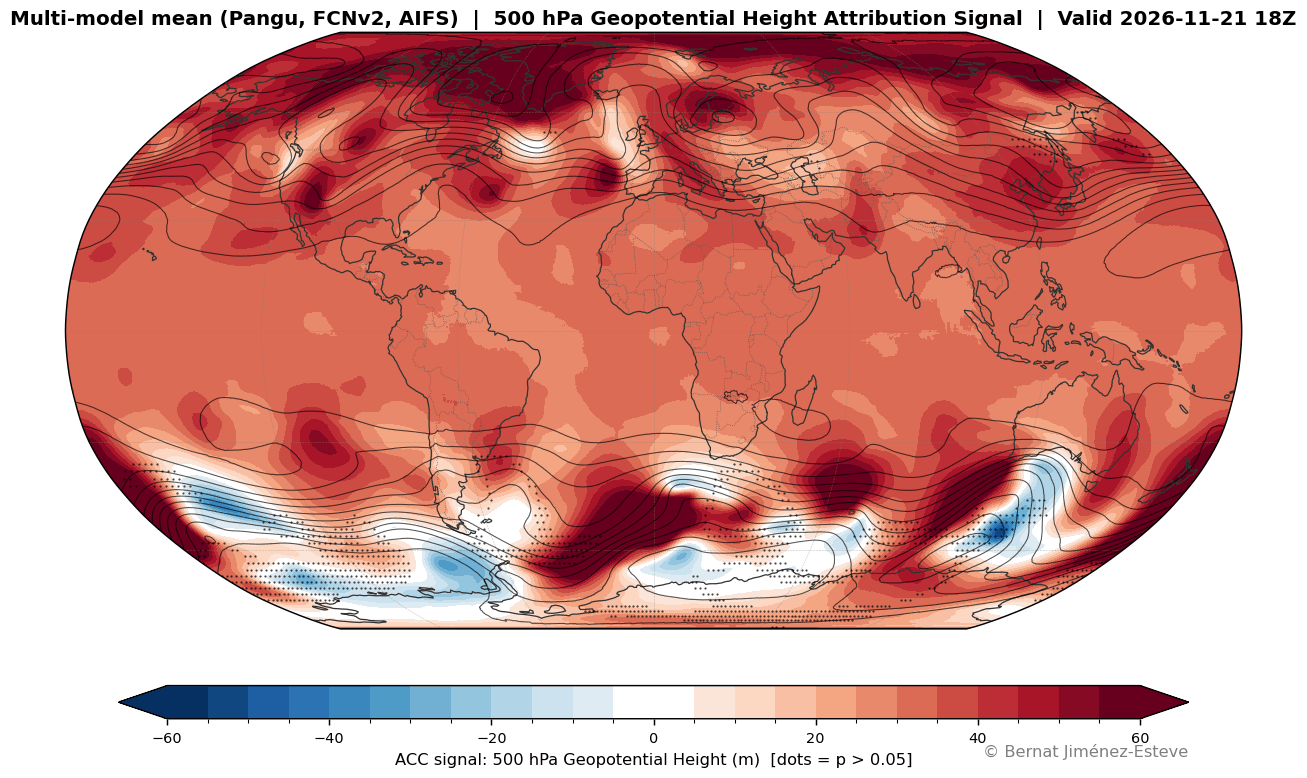 Multi-model mean (Pangu, FCNv2, AIFS)  |  500 hPa Geopotential Height Attribution Signal  |  Valid 2026-11-21 18Z
−60 −40 −20 0 20 40 60
© Bernat Jiménez-Esteve
ACC signal: 500 hPa Geopotential Height (m)  [dots = p > 0.05]